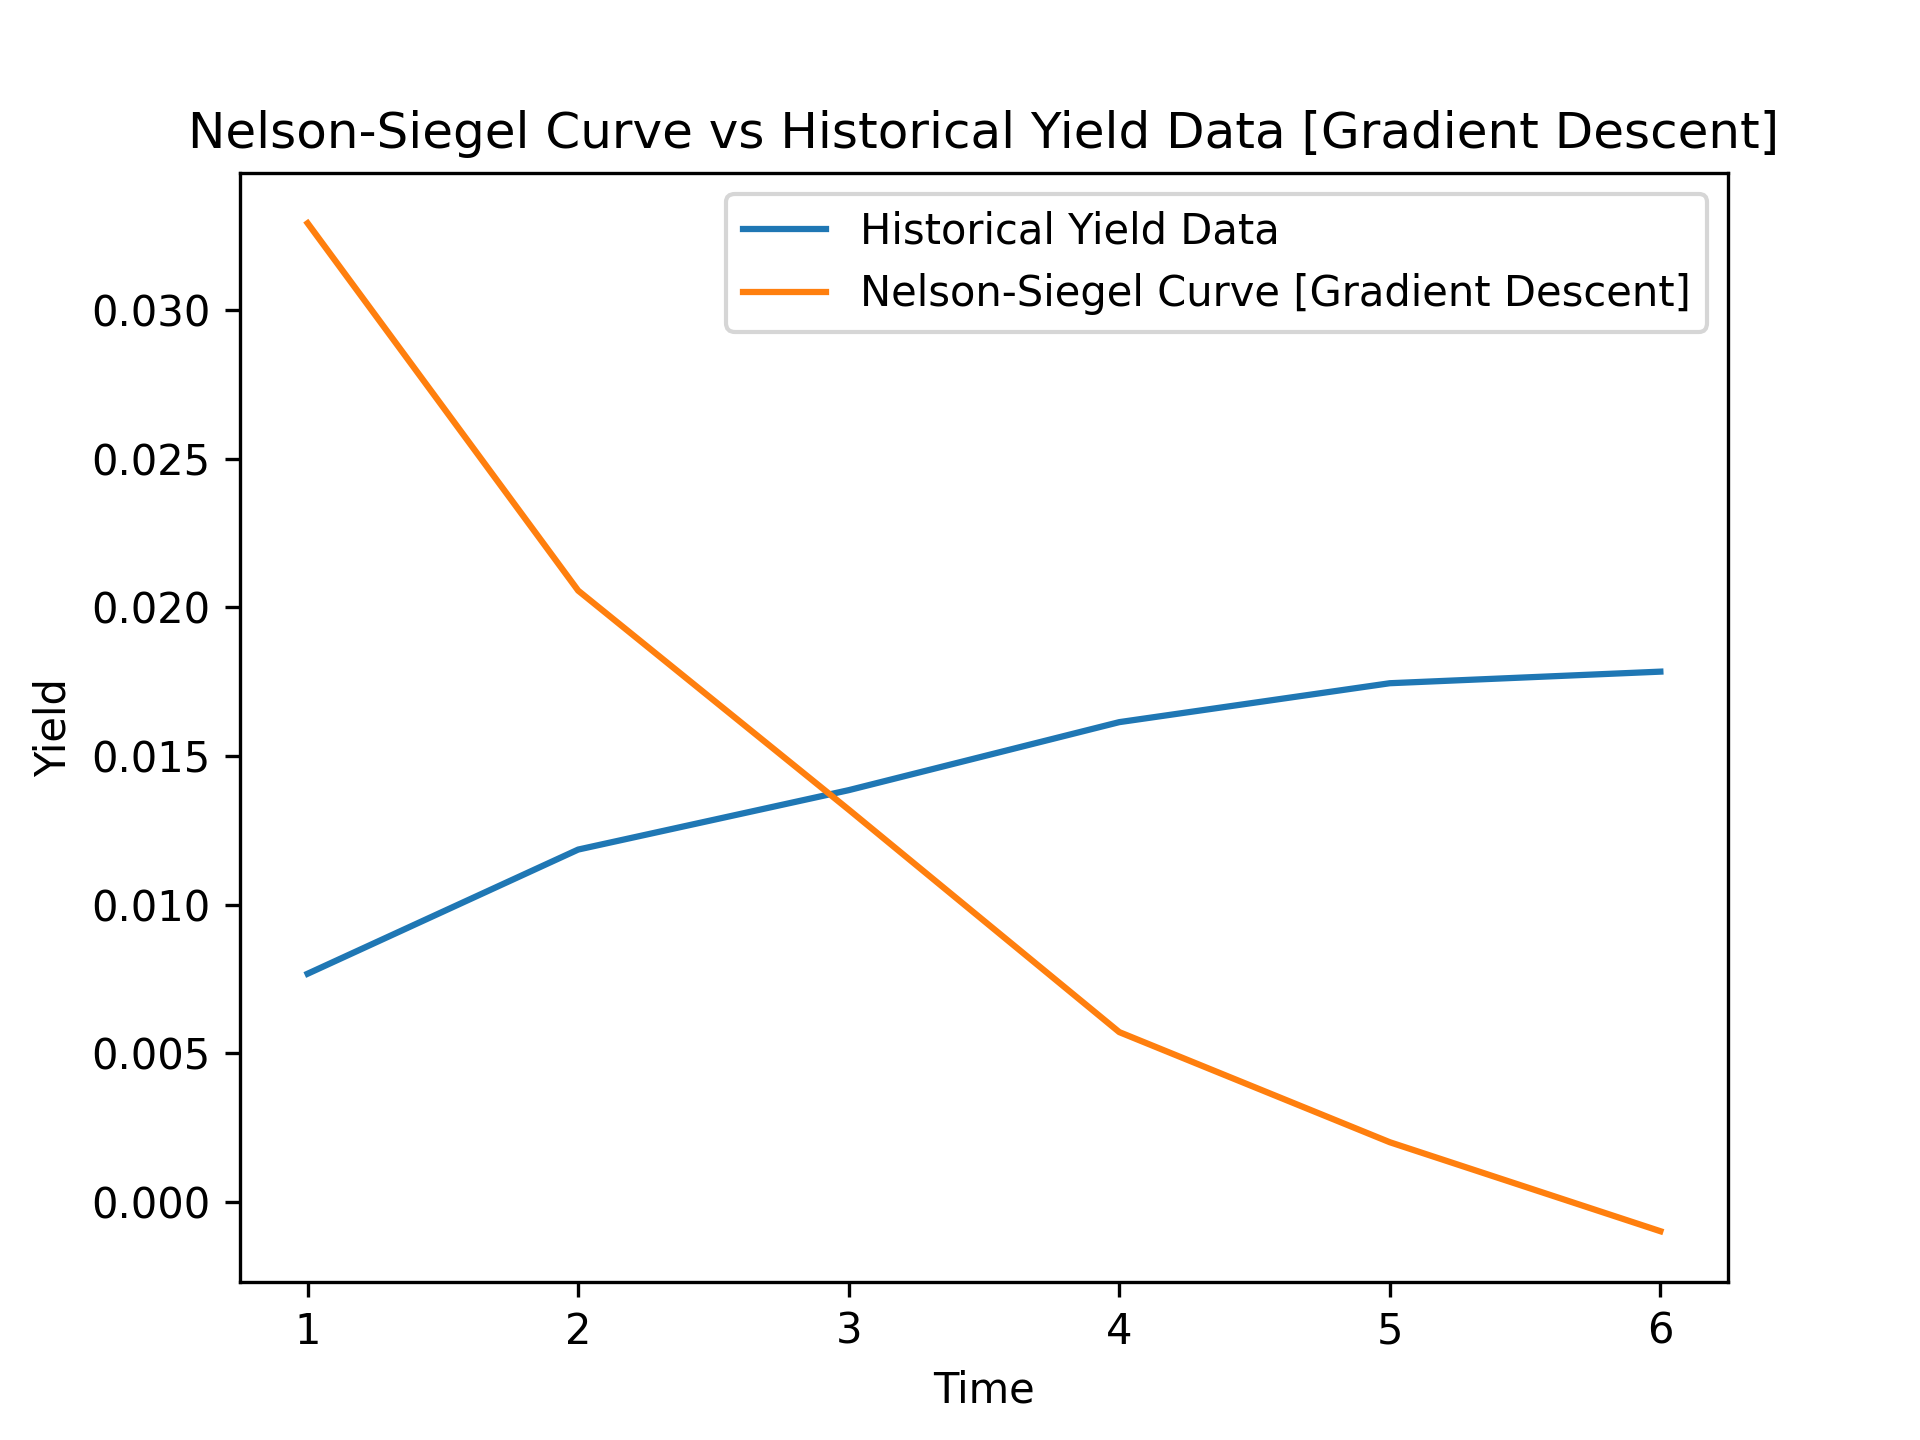 Nelson-Siegel Curve vs Historical Yield Data [Gradient Descent]
Historical Yield Data
Nelson-Siegel Curve [Gradient Descent]
0.030
0.025
0.020
0.015
0.010
0.005
0.000
Yield
1 2 3 4 5 6
Time